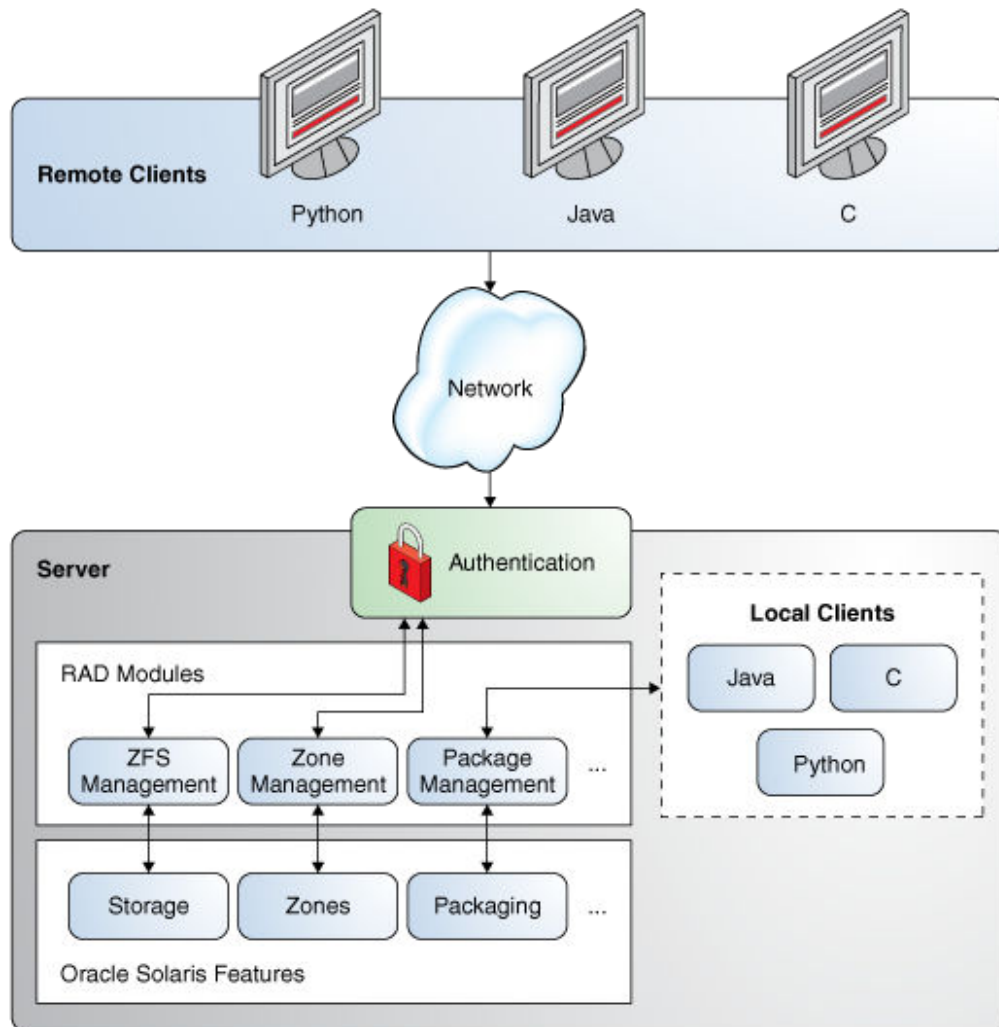 Remote Clients
Python
Java
C
Network
Authentication
Server
Local Clients
Java
C
Python
RAD Modules
ZFS
Management
Zone
Management
Package
Management
...
Storage
Zones
Packaging
...
Oracle Solaris Features